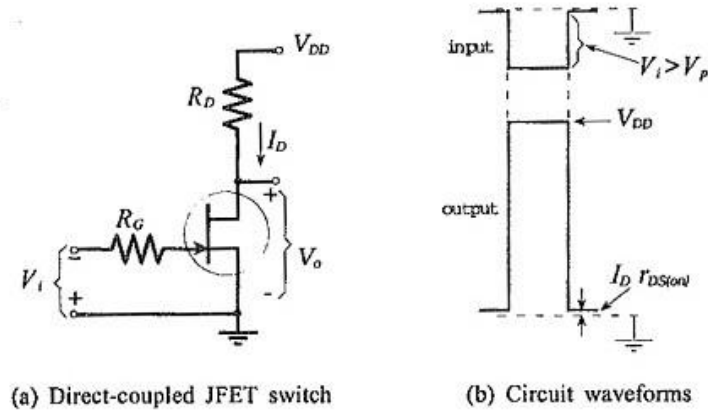 V_DD
R_D
I_D
+
R_G
V_i
-
+
V_o
-
input
V_i > V_p
V_DD
output
I_D r_DS(on)
(a) Direct-coupled JFET switch
(b) Circuit waveforms